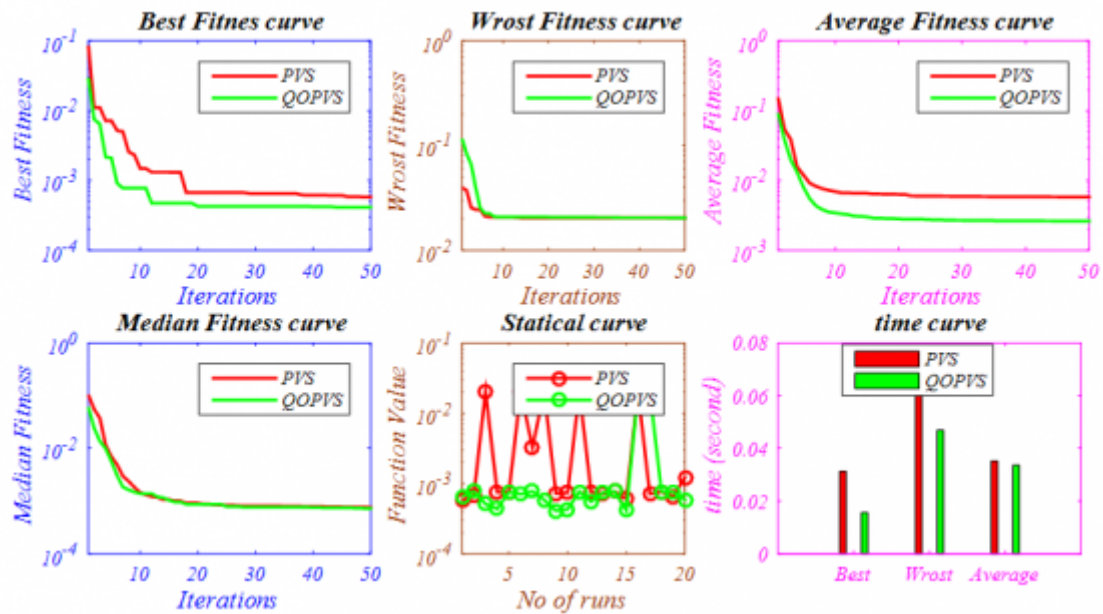 Best Fitnes curve
Wrost Fitness curve
Average Fitness curve
10^-1
10^-2
10^-3
10^-4
Best Fitness
PVS
QOPVS
10 20 30 40 50
Iterations
10^0
10^-1
10^-2
Wrost Fitness
PVS
QOPVS
10 20 30 40 50
Iterations
10^0
10^-1
10^-2
10^-3
Average Fitness
PVS
QOPVS
10 20 30 40 50
Iterations
Median Fitness curve
Statical curve
time curve
10^0
10^-2
10^-4
Median Fitness
PVS
QOPVS
10 20 30 40 50
Iterations
10^-1
10^-2
10^-3
10^-4
Function Value
PVS
QOPVS
5 10 15 20
No of runs
0.08
0.06
0.04
0.02
0
time (second)
PVS
QOPVS
Best Wrost Average